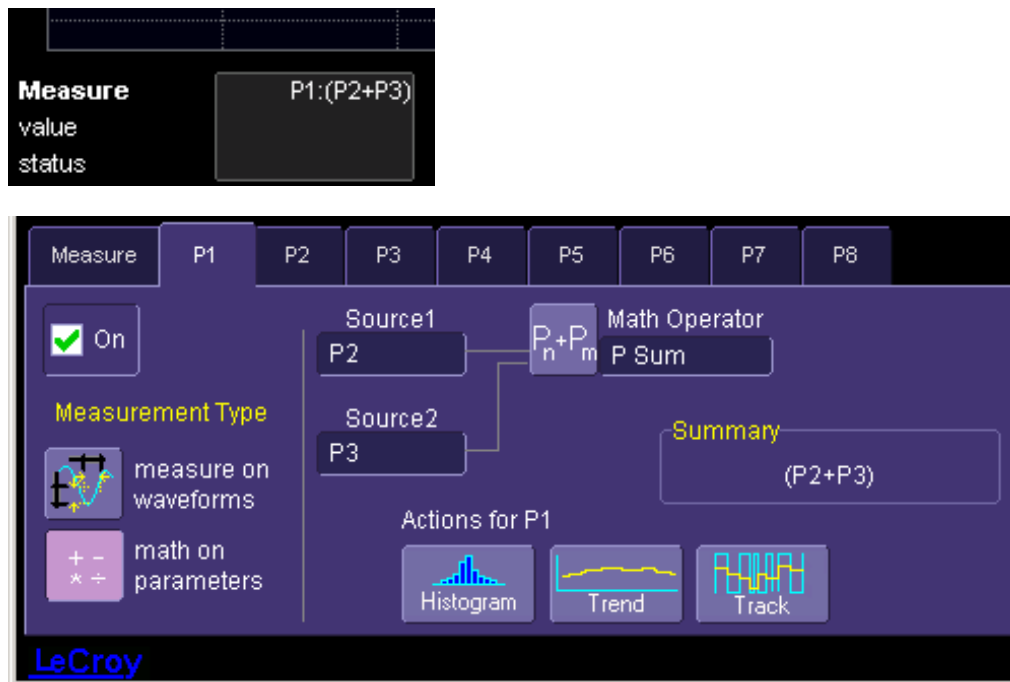 Measure P1:(P2+P3)
value
status
Measure P1 P2 P3 P4 P5 P6 P7 P8
On
Source1
P2
Pn+Pm
Math Operator
P Sum
Measurement Type
Source2
P3
Summary
(P2+P3)
measure on
waveforms
Actions for P1
+ -
* ÷
math on
parameters
Histogram
Trend
Track
LeCroy